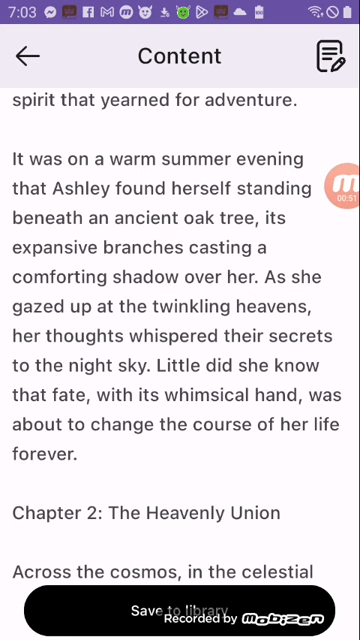 7:03
Content
spirit that yearned for adventure.
00:51
It was on a warm summer evening
that Ashley found herself standing
beneath an ancient oak tree, its
expansive branches casting a
comforting shadow over her. As she
gazed up at the twinkling heavens,
her thoughts whispered their secrets
to the night sky. Little did she know
that fate, with its whimsical hand, was
about to change the course of her life
forever.
Chapter 2: The Heavenly Union
Across the cosmos, in the celestial
Save to library
Recorded by mobizen